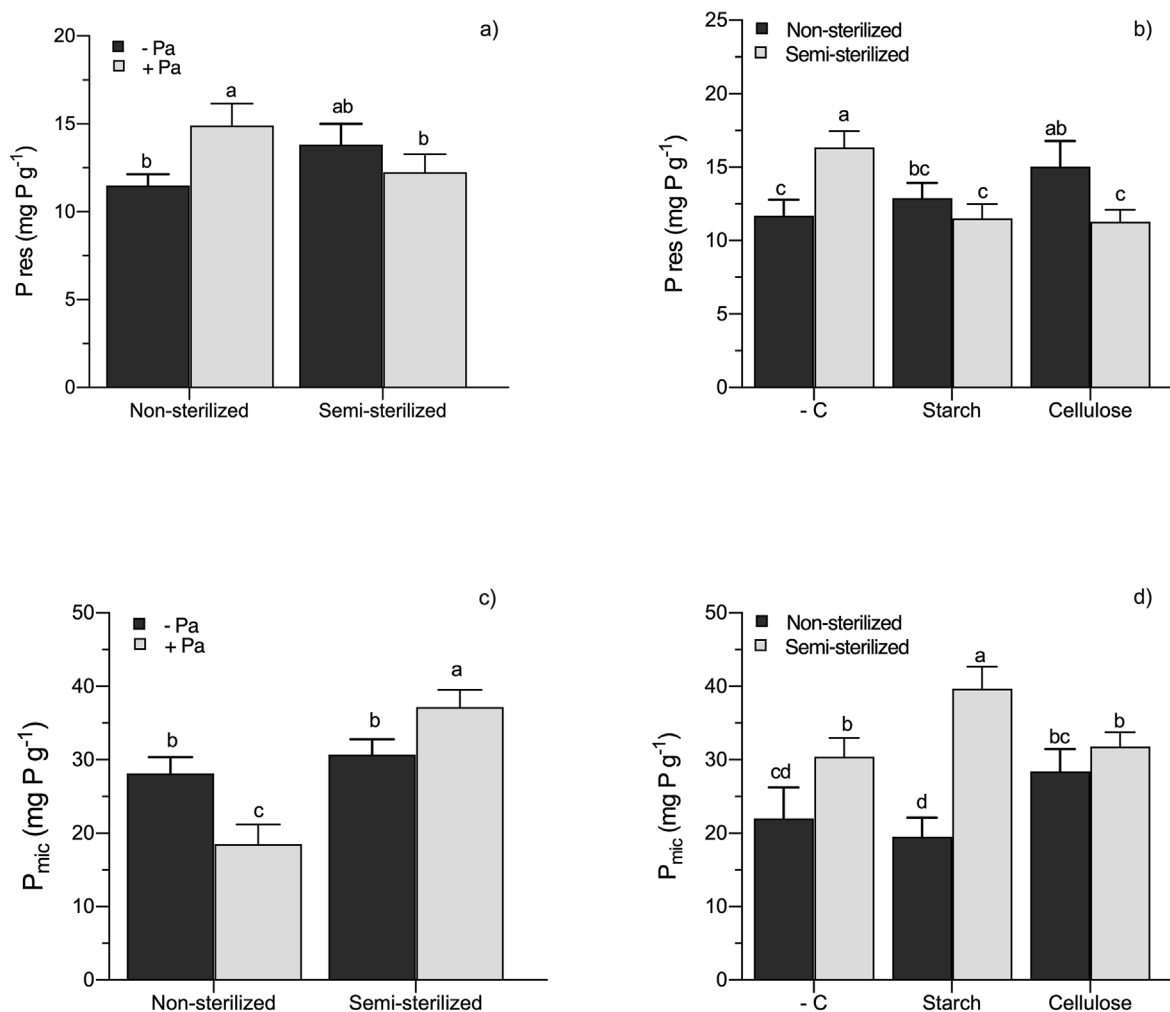 a)
- Pa
+ Pa
20
15
10
5
0
P res (mg P g-1)
b
a
ab
b
Non-sterilized
Semi-sterilized
b)
Non-sterilized
Semi-sterilized
25
20
15
10
5
0
P res (mg P g-1)
c
a
bc
c
ab
c
- C
Starch
Cellulose
c)
- Pa
+ Pa
50
40
30
20
10
0
Pmic (mg P g-1)
b
c
b
a
Non-sterilized
Semi-sterilized
d)
Non-sterilized
Semi-sterilized
50
40
30
20
10
0
Pmic (mg P g-1)
cd
b
d
a
bc
b
- C
Starch
Cellulose